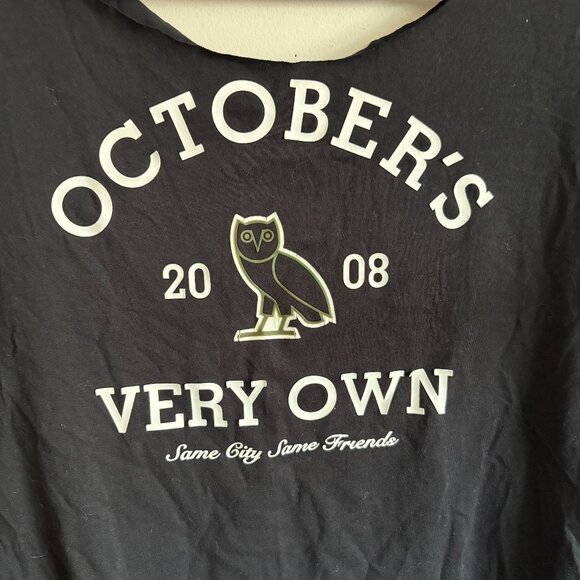 OCTOBER'S
20 08
VERY OWN
Same City Same Friends